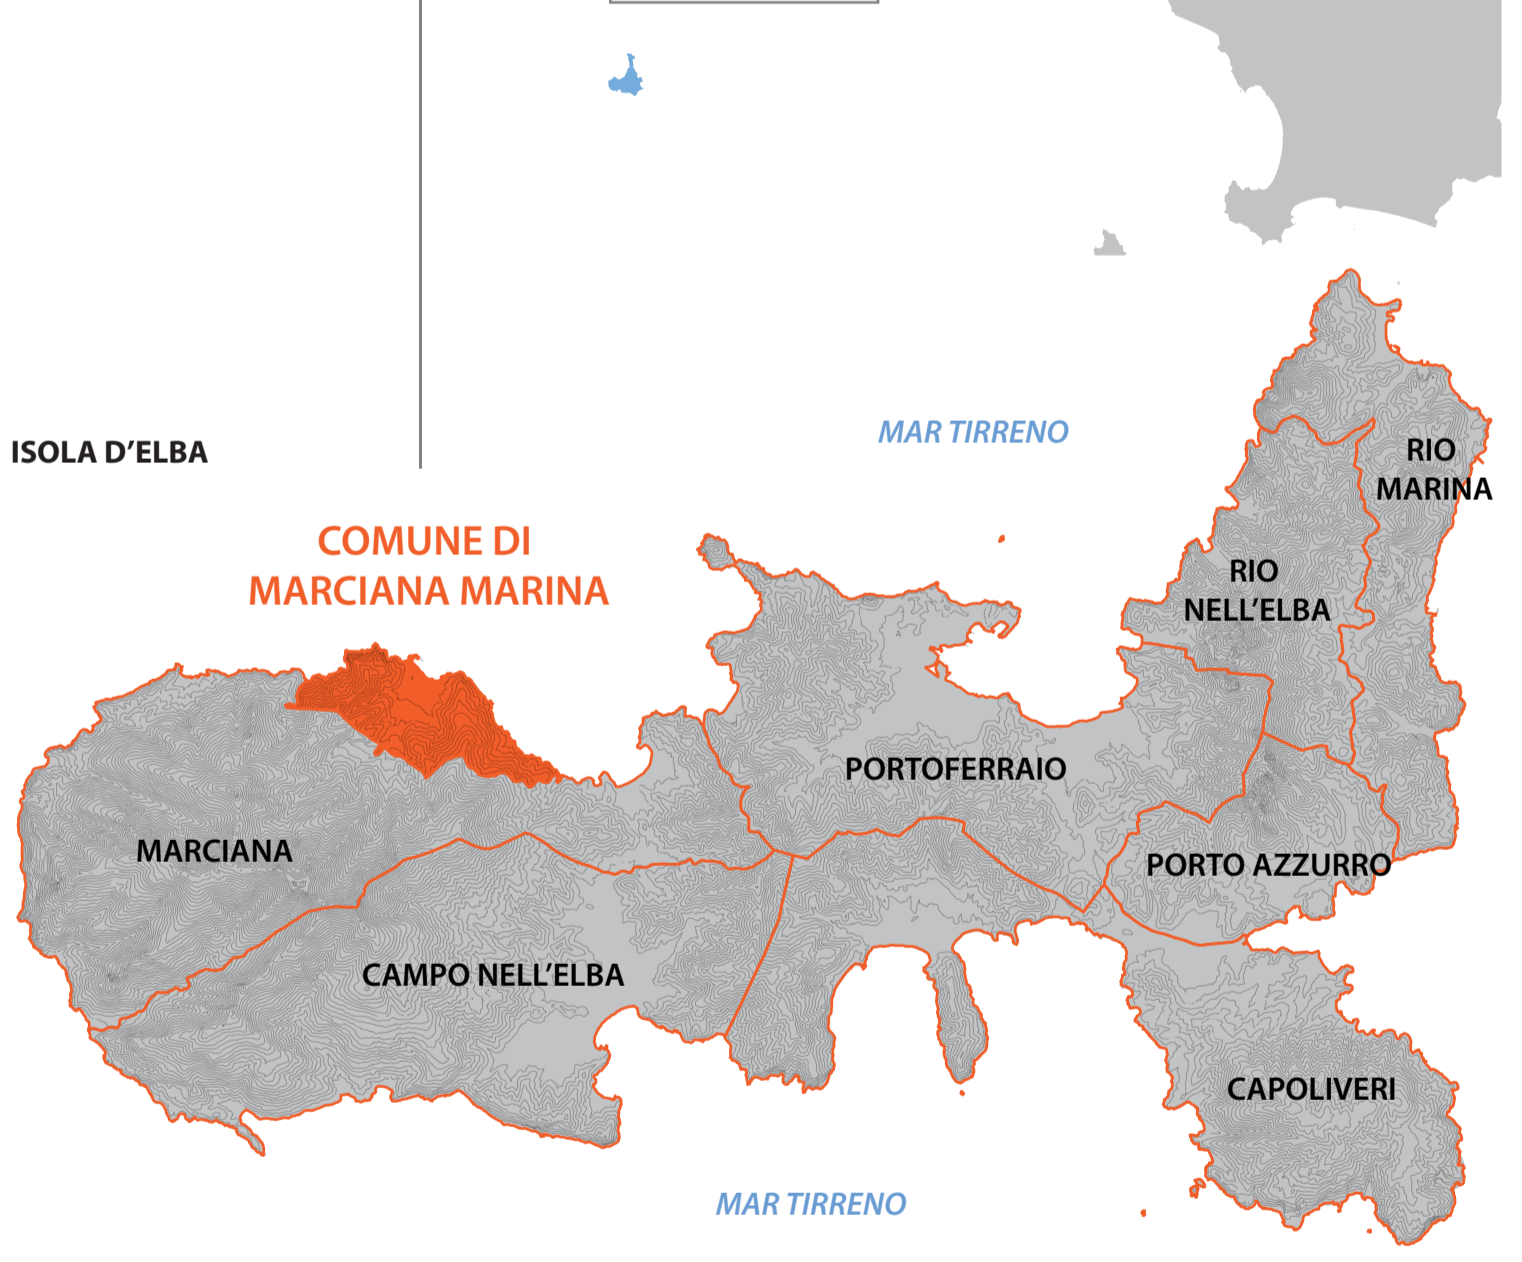 MAR TIRRENO
ISOLA D'ELBA
RIO
MARINA
COMUNE DI
MARCIANA MARINA
RIO
NELL'ELBA
PORTOFERRAIO
MARCIANA
PORTO AZZURRO
CAMPO NELL'ELBA
CAPOLIVERI
MAR TIRRENO